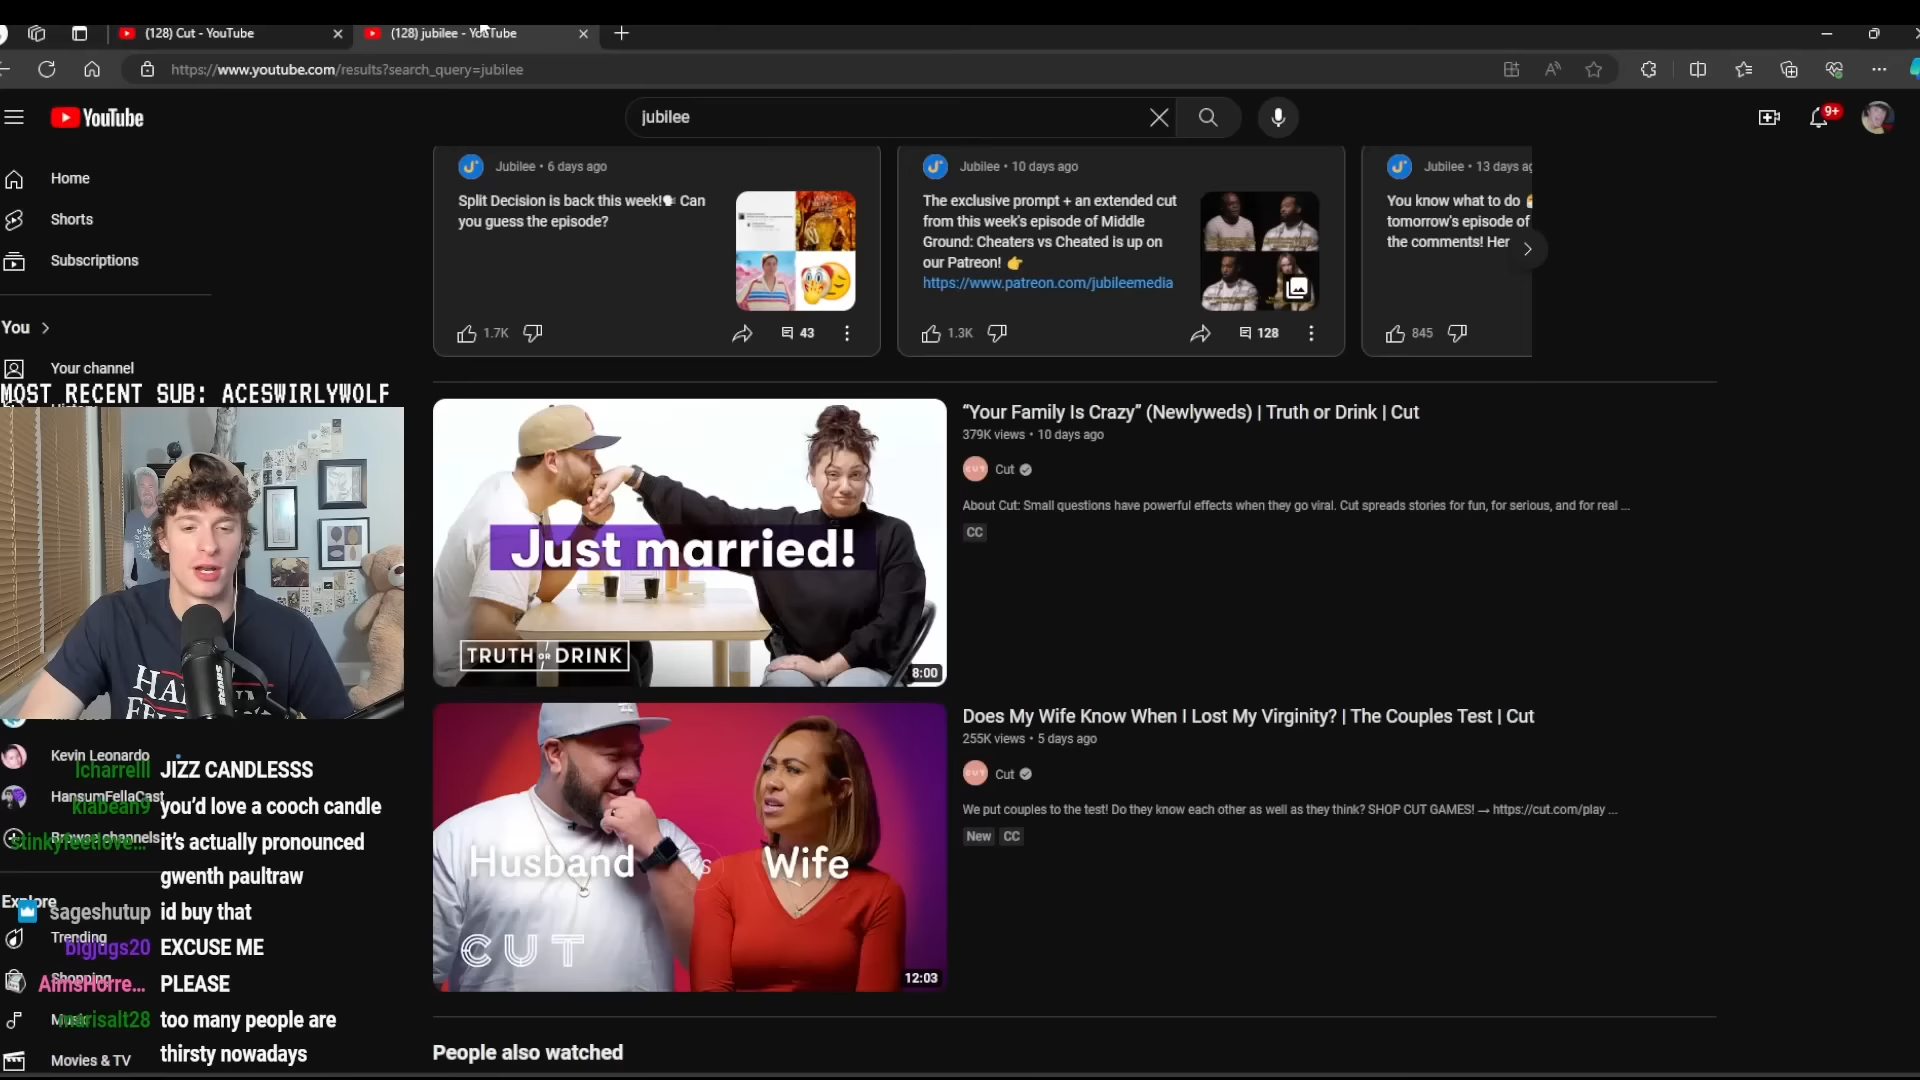 (128) Cut - YouTube
(128) jubilee - YouTube
https://www.youtube.com/results?search_query=jubilee
YouTube
jubilee
9+
Home
Shorts
Subscriptions
You
Your channel
Jubilee • 6 days ago
Split Decision is back this week! Can
you guess the episode?
1.7K
43
Jubilee • 10 days ago
The exclusive prompt + an extended cut
from this week's episode of Middle
Ground: Cheaters vs Cheated is up on
our Patreon! 👉
https://www.patreon.com/jubileemedia
1.3K
128
Jubilee • 13 days
You know what to do
tomorrow's episode of
the comments! Her
845
MOST RECENT SUB: ACESWIRLYWOLF
Just married!
TRUTH OR DRINK
8:00
“Your Family Is Crazy” (Newlyweds) | Truth or Drink | Cut
379K views • 10 days ago
CUT
Cut
About Cut: Small questions have powerful effects when they go viral. Cut spreads stories for fun, for serious, and for real ...
CC
Husband VS Wife
CUT
12:03
Does My Wife Know When I Lost My Virginity? | The Couples Test | Cut
255K views • 5 days ago
CUT
Cut
We put couples to the test! Do they know each other as well as they think? SHOP CUT GAMES! → https://cut.com/play ...
New CC
People also watched
SHURE
Kevin Leonardo
lcharrelll JIZZ CANDLESSS
HansumFellaCast
kiabean9 you'd love a cooch candle
Browse channels
stinkyfeetlove... it's actually pronounced
gwenth paultraw
Explore
sageshutup id buy that
Trending
bigjugs20 EXCUSE ME
Shopping
AimsHorre... PLEASE
marisalt28 too many people are
thirsty nowadays
Movies & TV